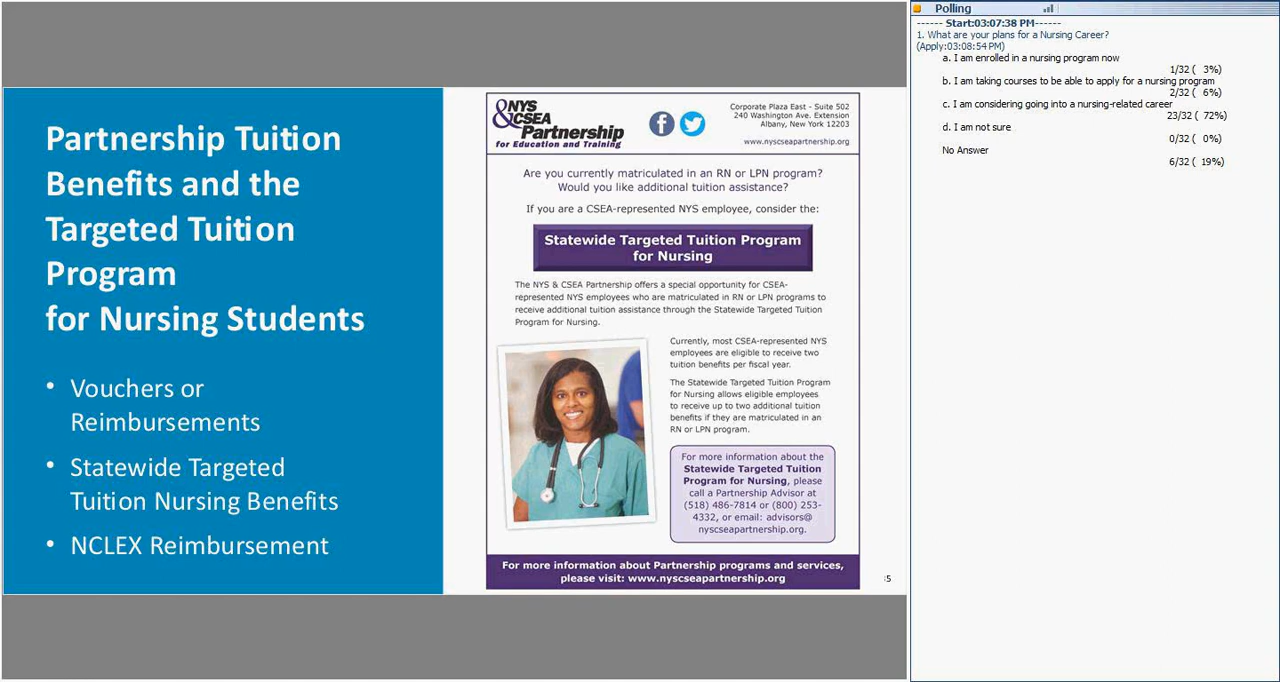 Partnership Tuition
Benefits and the
Targeted Tuition
Program
for Nursing Students
• Vouchers or
Reimbursements
• Statewide Targeted
Tuition Nursing Benefits
• NCLEX Reimbursement
NYS
&CSEA
Partnership
for Education and Training
Corporate Plaza East - Suite 502
240 Washington Ave. Extension
Albany, New York 12203
www.nyscseapartnership.org
Are you currently matriculated in an RN or LPN program?
Would you like additional tuition assistance?
If you are a CSEA-represented NYS employee, consider the:
Statewide Targeted Tuition Program
for Nursing
The NYS & CSEA Partnership offers a special opportunity for CSEA-
represented NYS employees who are matriculated in RN or LPN programs to
receive additional tuition assistance through the Statewide Targeted Tuition
Program for Nursing.
Currently, most CSEA-represented NYS
employees are eligible to receive two
tuition benefits per fiscal year.
The Statewide Targeted Tuition Program
for Nursing allows eligible employees
to receive up to two additional tuition
benefits if they are matriculated in an
RN or LPN program.
For more information about the
Statewide Targeted Tuition
Program for Nursing, please
call a Partnership Advisor at
(518) 486-7814 or (800) 253-
4332, or email: advisors@
nyscseapartnership.org.
For more information about Partnership programs and services,
please visit: www.nyscseapartnership.org
Polling
------ Start:03:07:38 PM------
1. What are your plans for a Nursing Career?
(Apply:03:08:54 PM)
a. I am enrolled in a nursing program now
1/32 ( 3%)
b. I am taking courses to be able to apply for a nursing program
2/32 ( 6%)
c. I am considering going into a nursing-related career
23/32 ( 72%)
d. I am not sure
0/32 ( 0%)
No Answer
6/32 ( 19%)